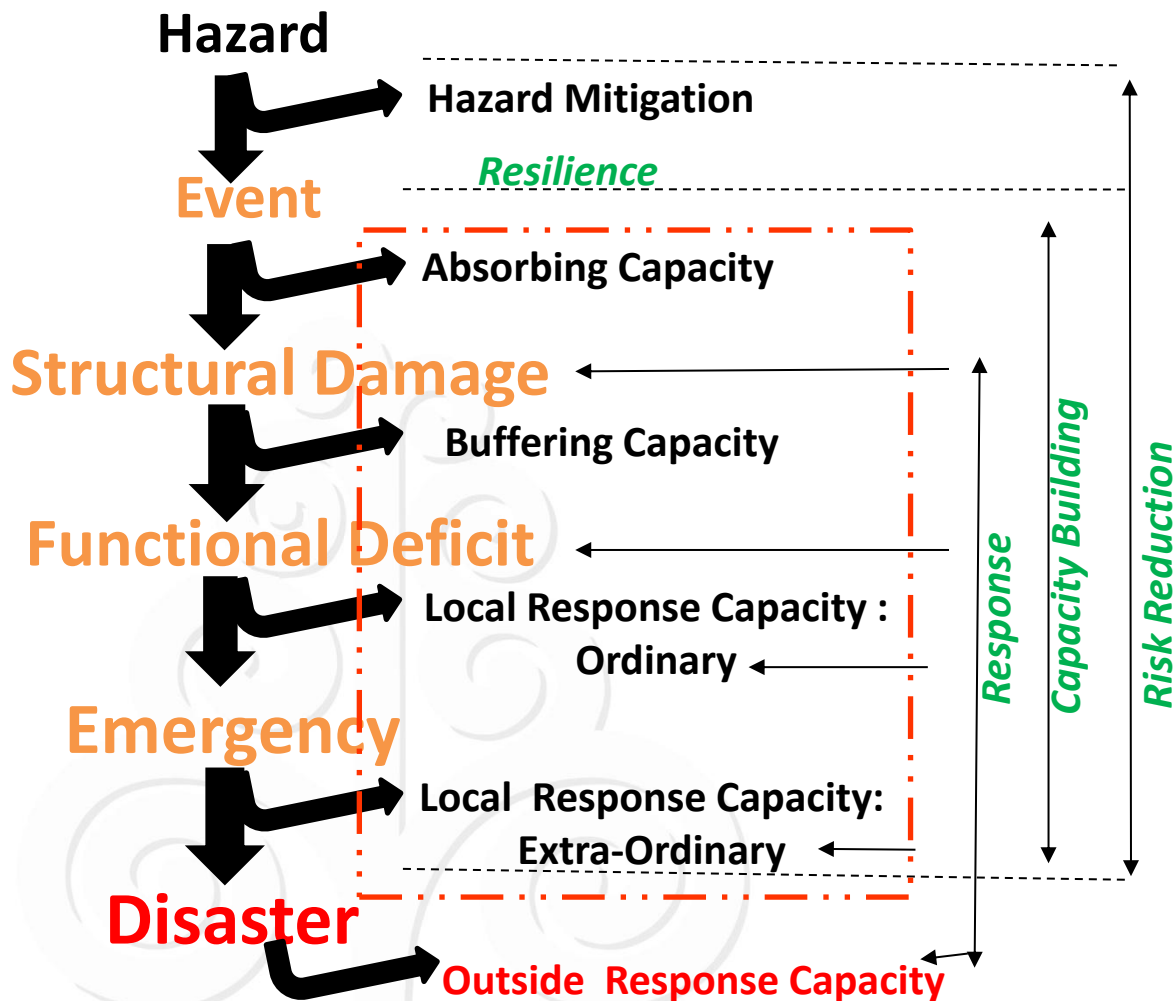 Hazard
Hazard Mitigation
Resilience
Event
Absorbing Capacity
Structural Damage
Buffering Capacity
Functional Deficit
Local Response Capacity :
Ordinary
Emergency
Local  Response Capacity:
Extra-Ordinary
Disaster
Outside  Response Capacity
Response
Capacity Building
Risk Reduction